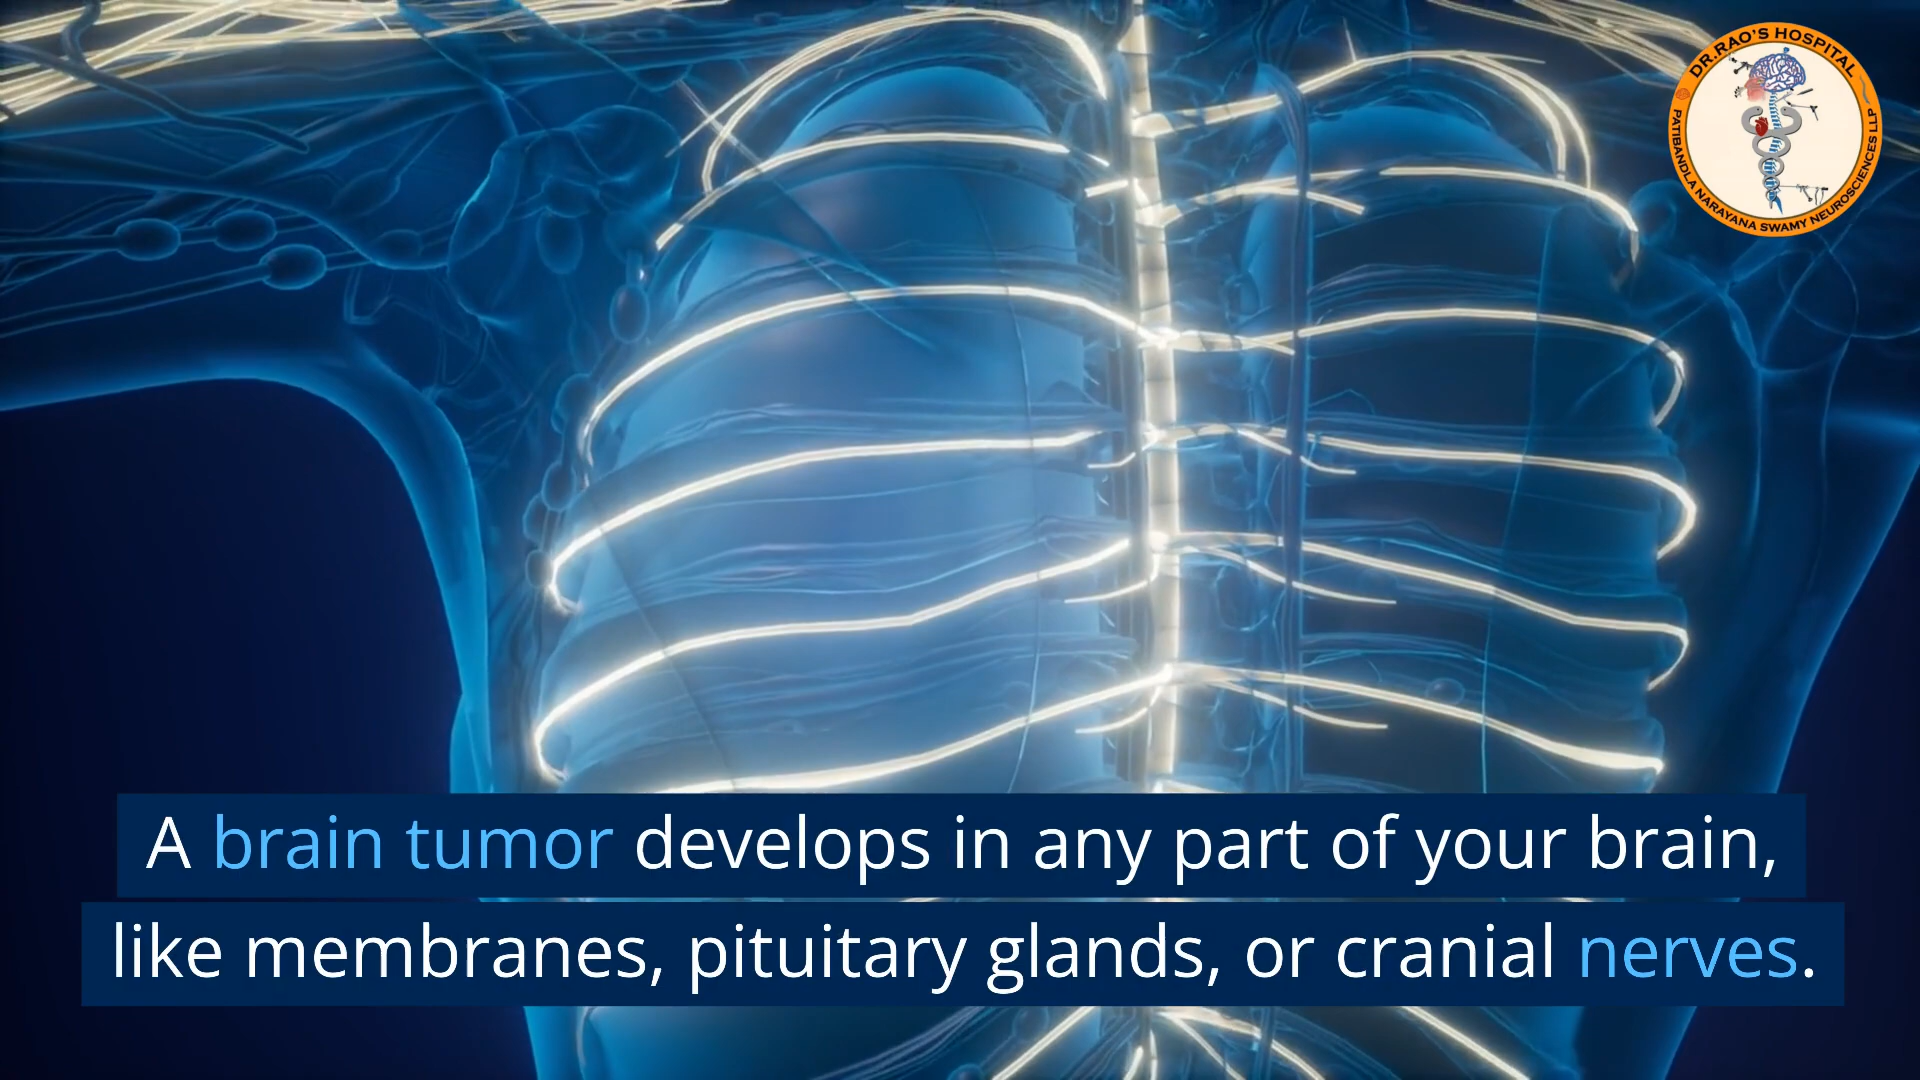 DR.RAO'S HOSPITAL
PATIBANDLA NARAYANA SWAMY NEUROSCIENCES LLP
A brain tumor develops in any part of your brain,
like membranes, pituitary glands, or cranial nerves.